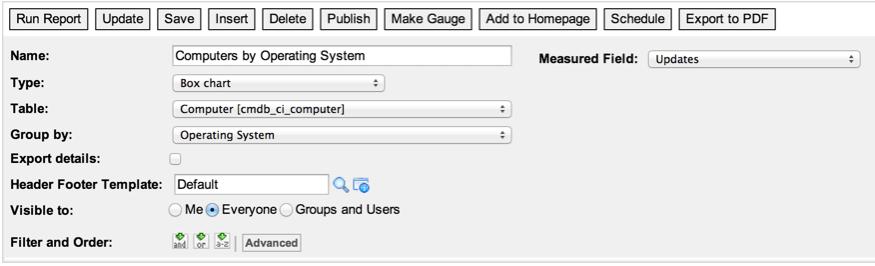 Run Report Update Save Insert Delete Publish Make Gauge Add to Homepage Schedule Export to PDF
Name: Computers by Operating System Measured Field: Updates
Type: Box chart
Table: Computer [cmdb_ci_computer]
Group by: Operating System
Export details:
Header Footer Template: Default
Visible to: Me Everyone Groups and Users
Filter and Order: and or a-z Advanced